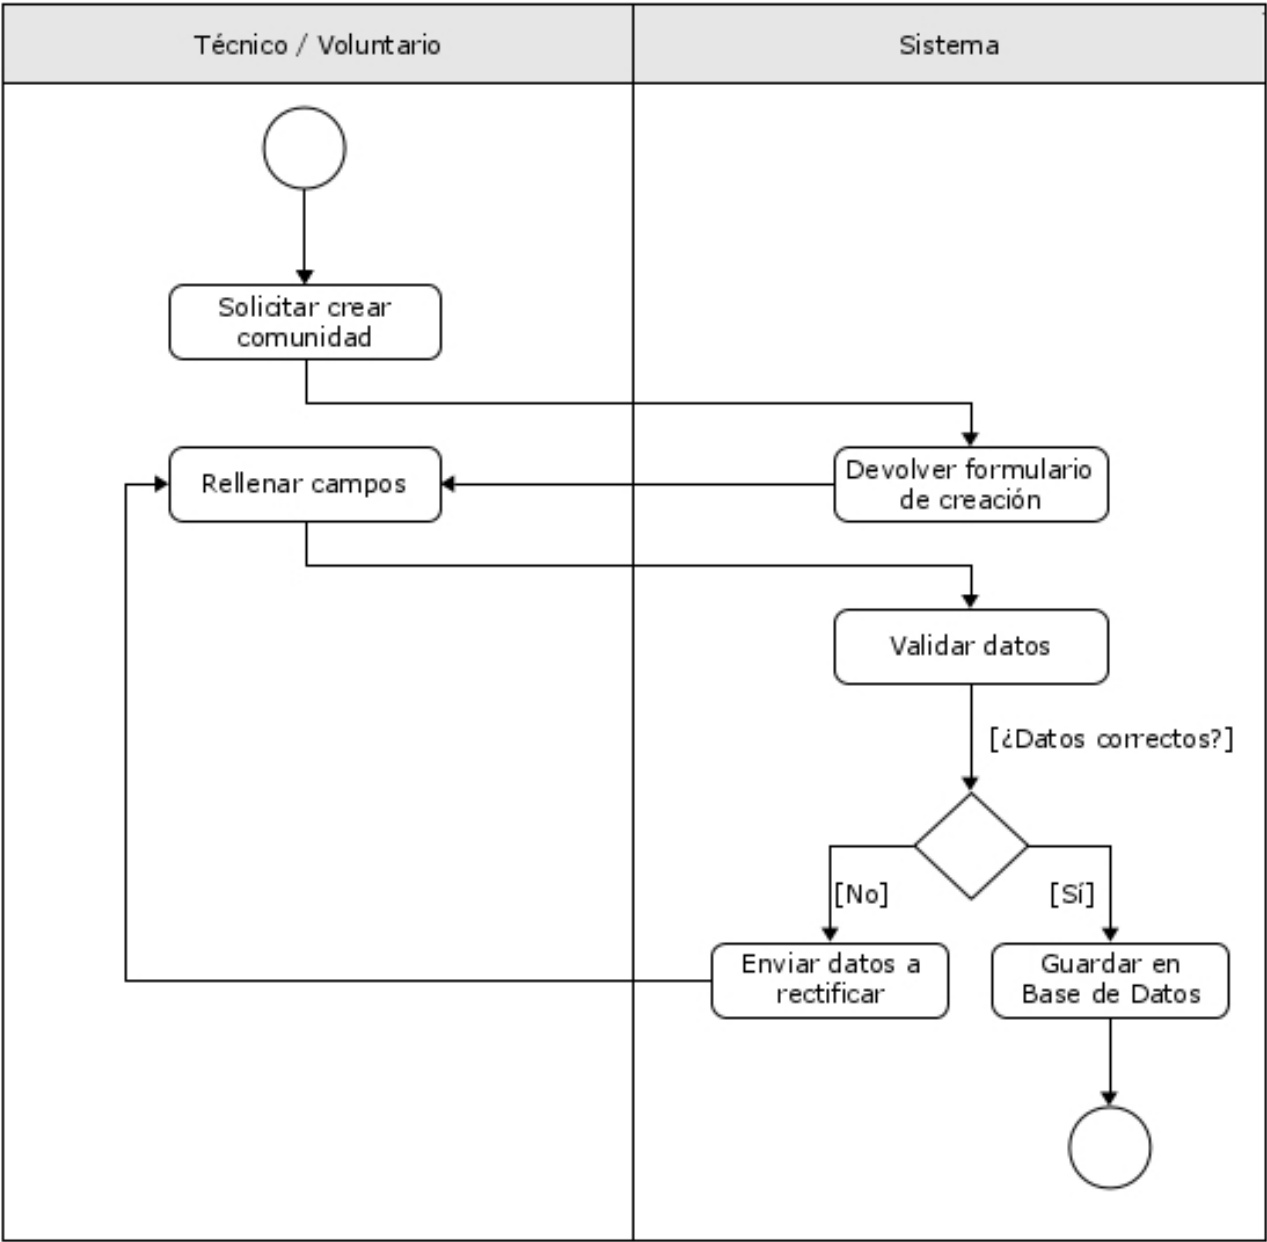 Técnico / Voluntario
Sistema
Solicitar crear
comunidad
Rellenar campos
Devolver formulario
de creación
Validar datos
[¿Datos correctos?]
[No]
[Sí]
Enviar datos a
rectificar
Guardar en
Base de Datos